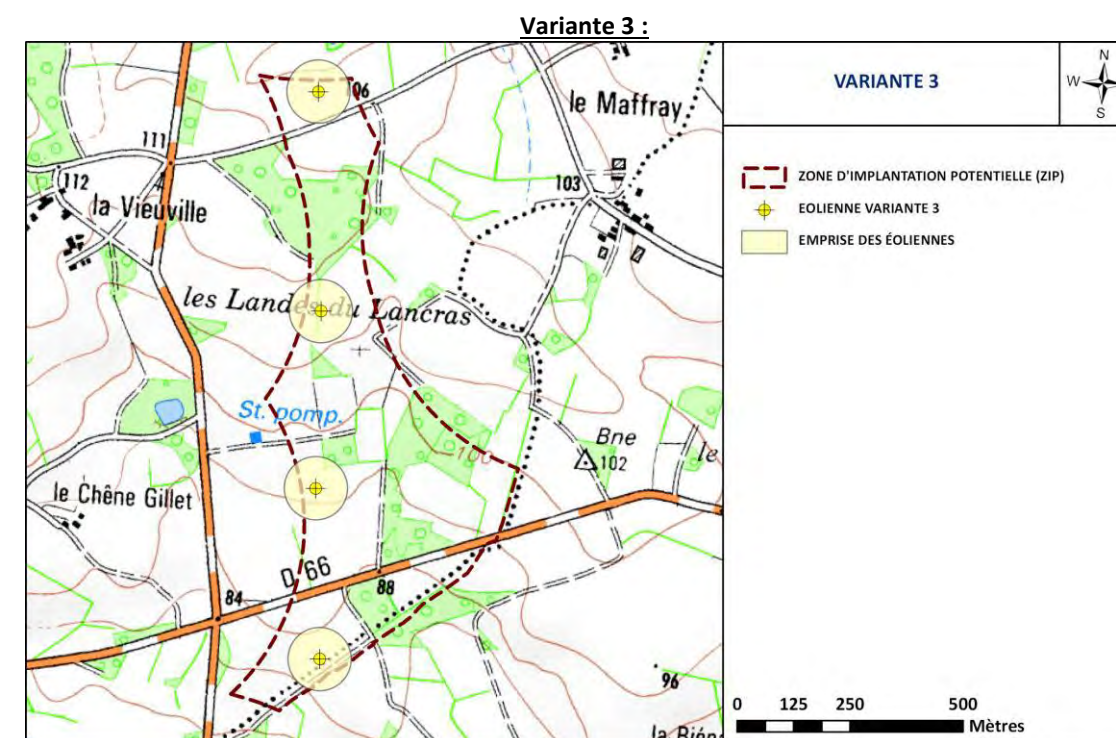 Variante 3 :
106
le Maffray
111
112
la Vieuville
103
les Landes du Lancras
St. pomp.
100
Bne
102
le
le Chêne Gillet
D 66
88
84
96
VARIANTE 3
N
W
S
ZONE D'IMPLANTATION POTENTIELLE (ZIP)
EOLIENNE VARIANTE 3
EMPRISE DES ÉOLIENNES
0 125 250 500
Mètres